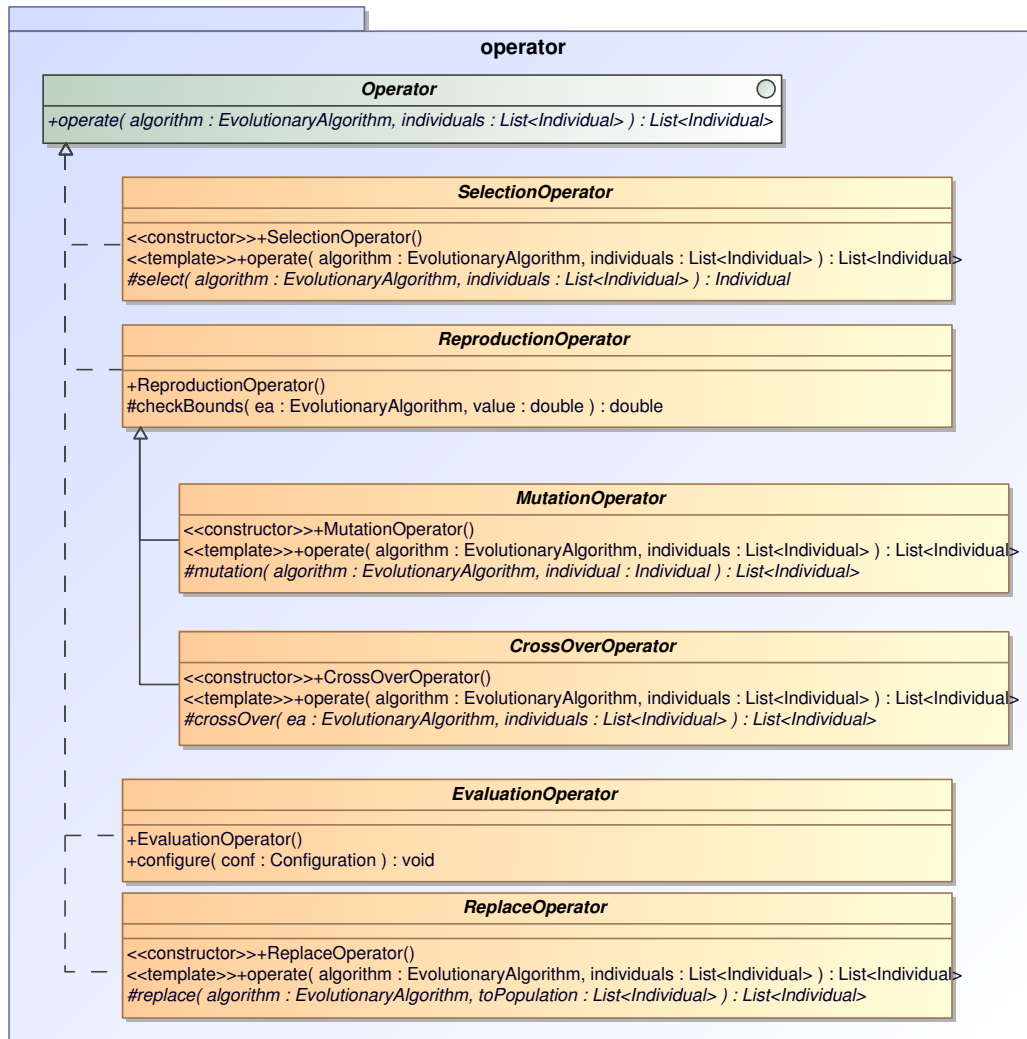 operator
Operator
+operate( algorithm : EvolutionaryAlgorithm, individuals : List<Individual> ) : List<Individual>
SelectionOperator
<<constructor>>+SelectionOperator()
<<template>>+operate( algorithm : EvolutionaryAlgorithm, individuals : List<Individual> ) : List<Individual>
#select( algorithm : EvolutionaryAlgorithm, individuals : List<Individual> ) : Individual
ReproductionOperator
+ReproductionOperator()
#checkBounds( ea : EvolutionaryAlgorithm, value : double ) : double
MutationOperator
<<constructor>>+MutationOperator()
<<template>>+operate( algorithm : EvolutionaryAlgorithm, individuals : List<Individual> ) : List<Individual>
#mutation( algorithm : EvolutionaryAlgorithm, individual : Individual ) : List<Individual>
CrossOverOperator
<<constructor>>+CrossOverOperator()
<<template>>+operate( algorithm : EvolutionaryAlgorithm, individuals : List<Individual> ) : List<Individual>
#crossOver( ea : EvolutionaryAlgorithm, individuals : List<Individual> ) : List<Individual>
EvaluationOperator
+EvaluationOperator()
+configure( conf : Configuration ) : void
ReplaceOperator
<<constructor>>+ReplaceOperator()
<<template>>+operate( algorithm : EvolutionaryAlgorithm, individuals : List<Individual> ) : List<Individual>
#replace( algorithm : EvolutionaryAlgorithm, toPopulation : List<Individual> ) : List<Individual>